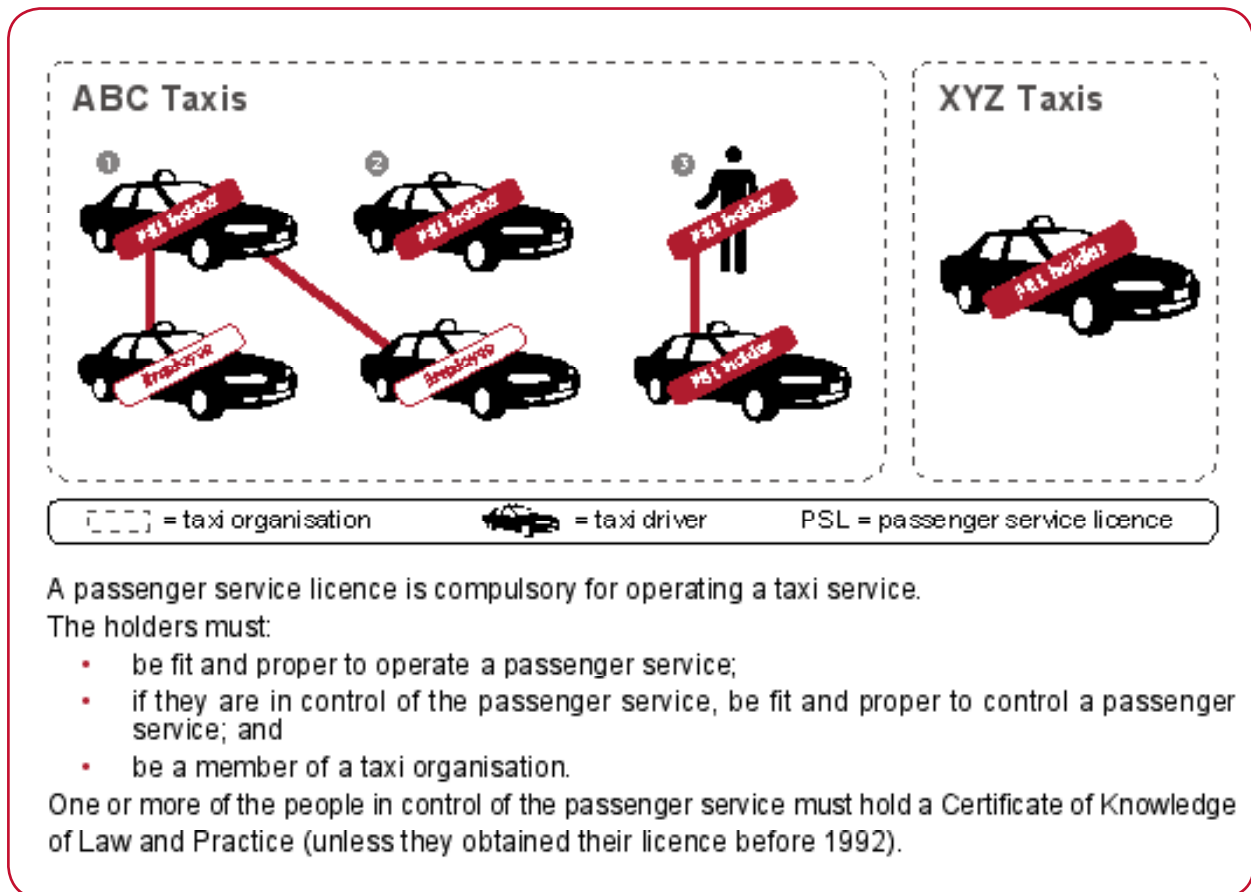 ABC Taxis
XYZ Taxis
1
2
3
PSL holder
PSL holder
PSL holder
PSL holder
Employee
Employee
PSL holder
= taxi organisation = taxi driver PSL = passenger service licence
A passenger service licence is compulsory for operating a taxi service.
The holders must:
• be fit and proper to operate a passenger service;
• if they are in control of the passenger service, be fit and proper to control a passenger
service; and
• be a member of a taxi organisation.
One or more of the people in control of the passenger service must hold a Certificate of Knowledge
of Law and Practice (unless they obtained their licence before 1992).